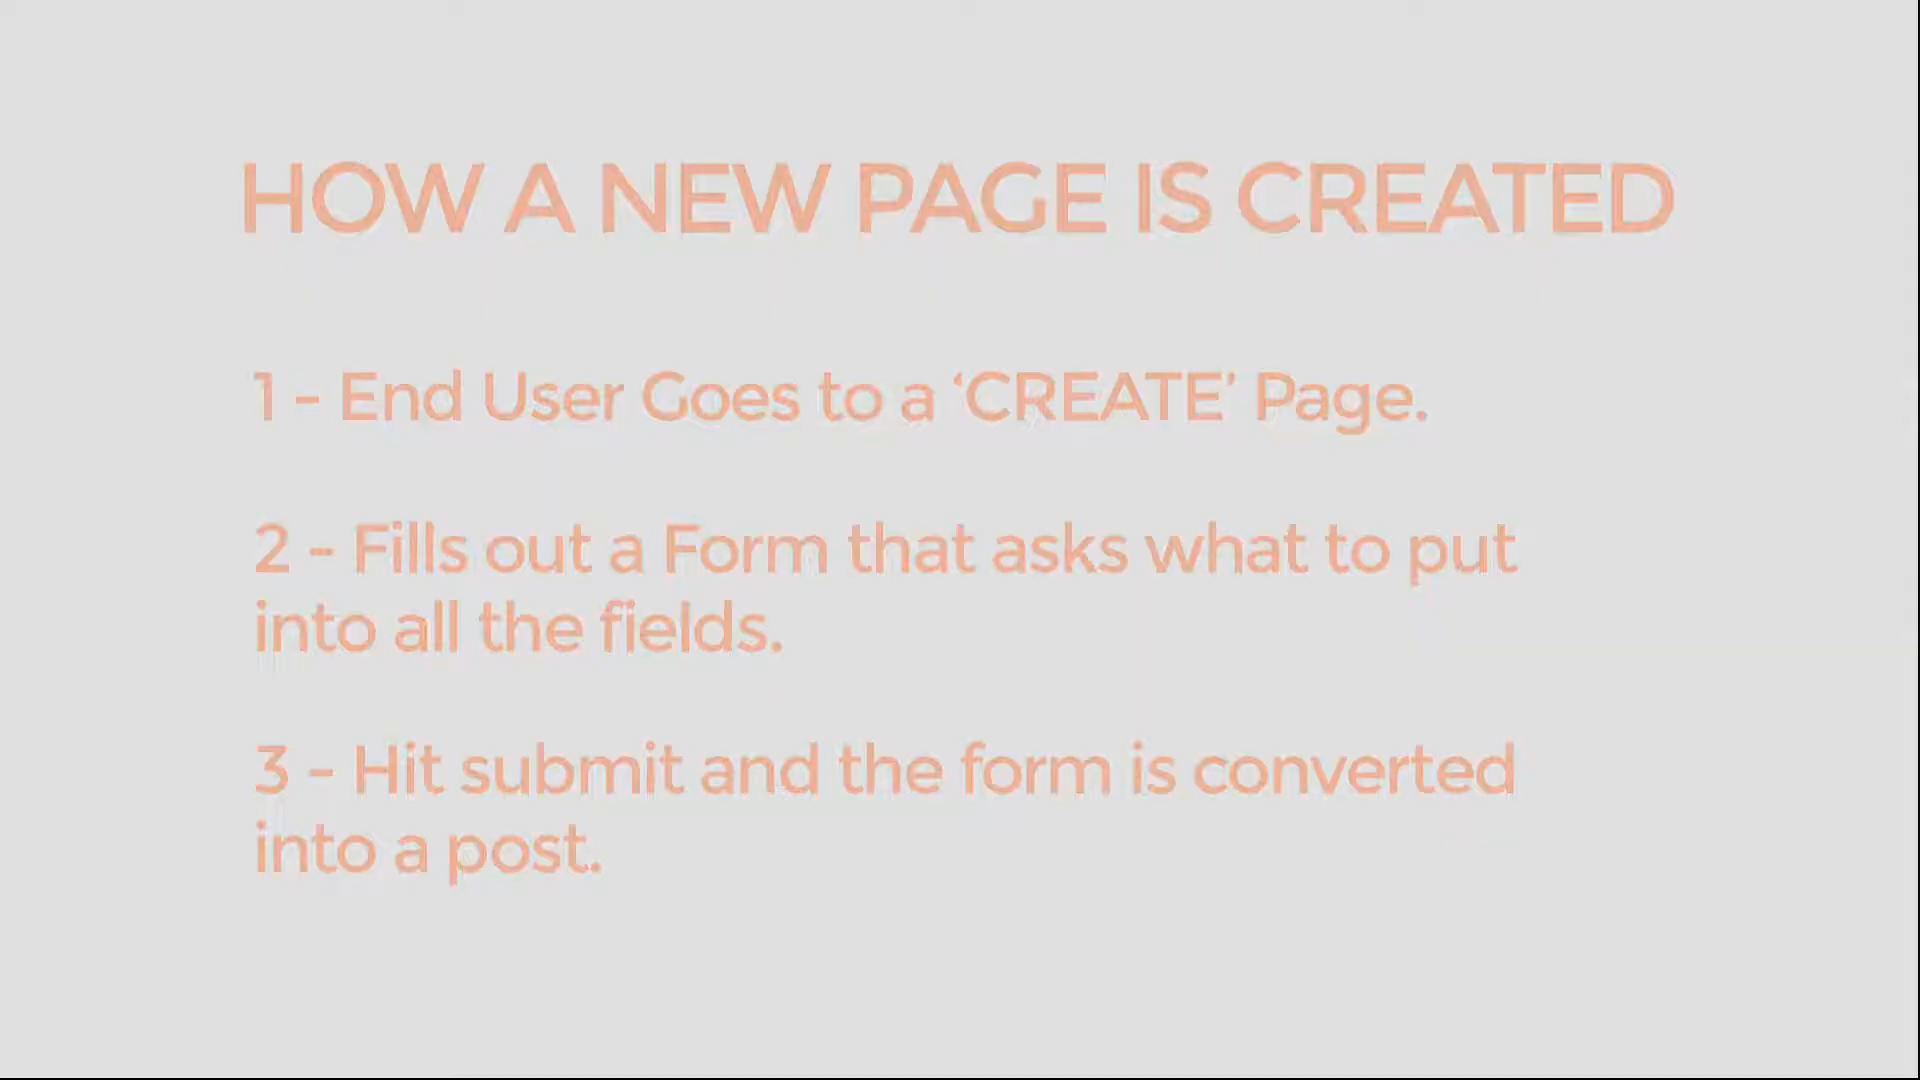 HOW A NEW PAGE IS CREATED
1 - End User Goes to a ‘CREATE’ Page.
2 - Fills out a Form that asks what to put
into all the fields.
3 - Hit submit and the form is converted
into a post.